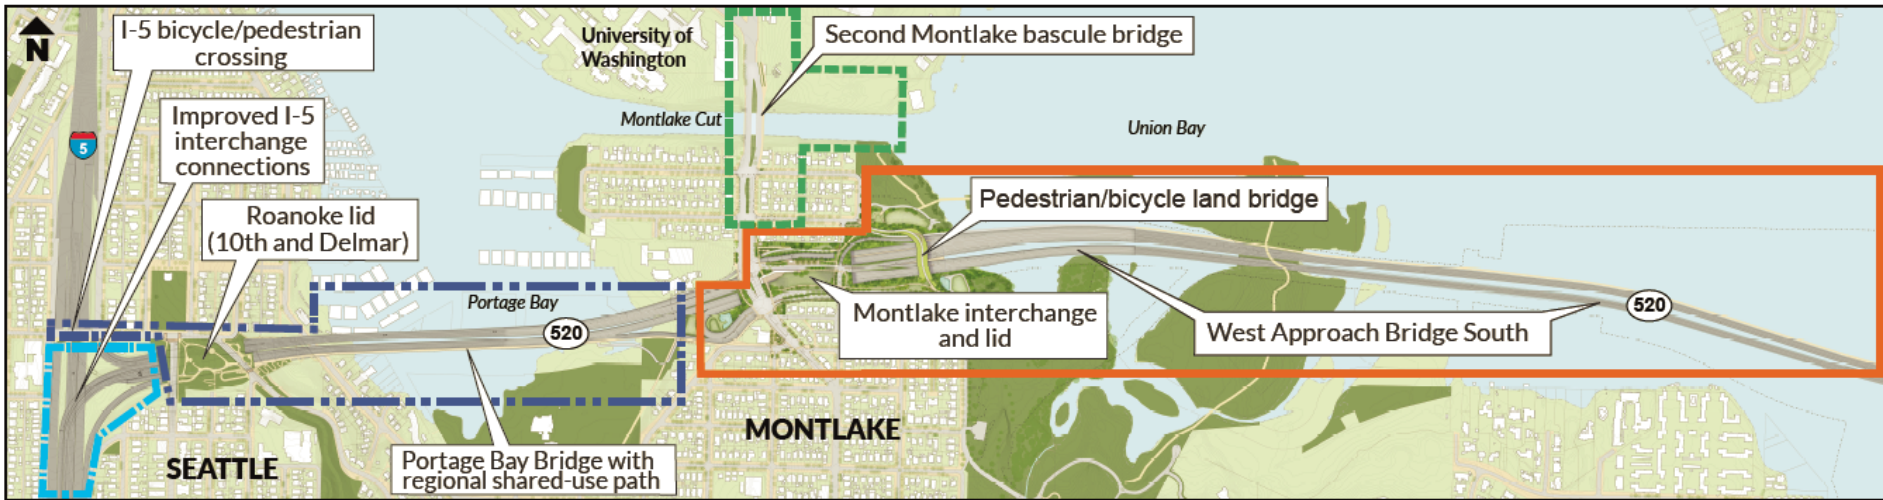 N
I-5 bicycle/pedestrian
crossing
University of
Washington
Second Montlake bascule bridge
5
Improved I-5
interchange
connections
Montlake Cut
Union Bay
Roanoke lid
(10th and Delmar)
Pedestrian/bicycle land bridge
Portage Bay
520
Montlake interchange
and lid
West Approach Bridge South
520
MONTLAKE
SEATTLE
Portage Bay Bridge with
regional shared-use path